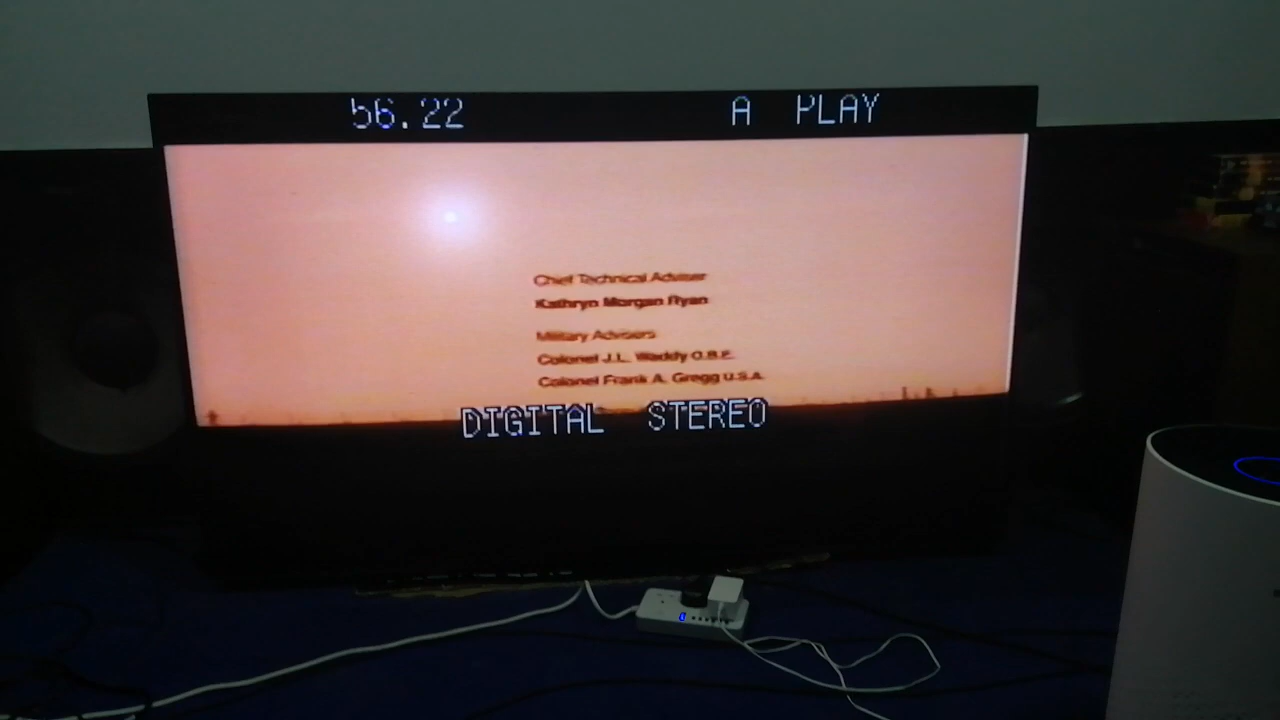 56.22 A PLAY
Chief Technical Adviser
Kathryn Morgan Ryan
Military Advisers
Colonel J.L. Waddy O.B.E.
Colonel Frank A. Gregg U.S.A.
DIGITAL STEREO